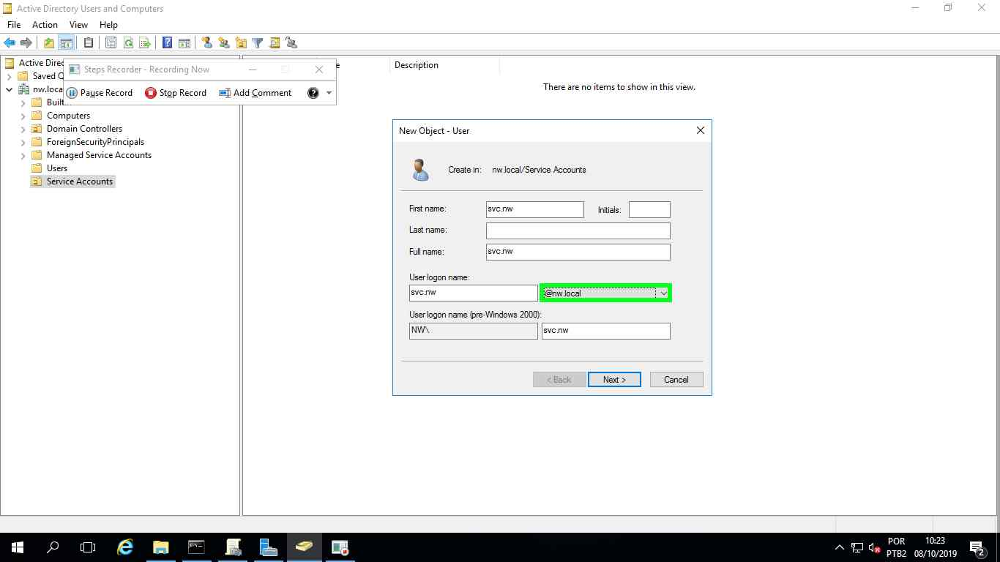 Active Directory Users and Computers
File Action View Help
Active Direc
Saved Q
nw.loca
Built
Computers
Domain Controllers
ForeignSecurityPrincipals
Managed Service Accounts
Users
Service Accounts
Steps Recorder - Recording Now
Pause Record Stop Record Add Comment
e Description
There are no items to show in this view.
New Object - User
Create in: nw.local/Service Accounts
First name: svc.nw Initials:
Last name:
Full name: svc.nw
User logon name:
svc.nw @nw.local
User logon name (pre-Windows 2000):
NW\ svc.nw
< Back Next > Cancel
POR 10:23
PTB2 08/10/2019 2